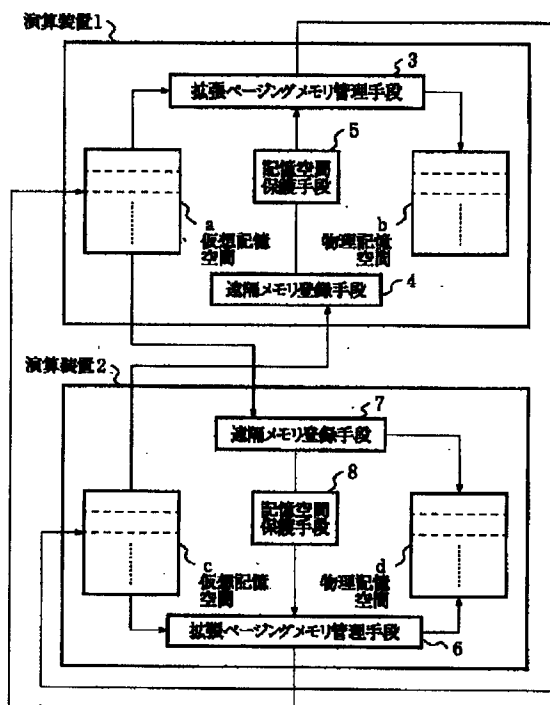 演算装置1
3
拡張ページングメモリ管理手段
5
記憶空間
保護手段
a
仮想記憶
空間
b
物理記憶
空間
遠隔メモリ登録手段
4
演算装置2
7
遠隔メモリ登録手段
8
記憶空間
保護手段
c
仮想記憶
空間
d
物理記憶
空間
拡張ページングメモリ管理手段
6